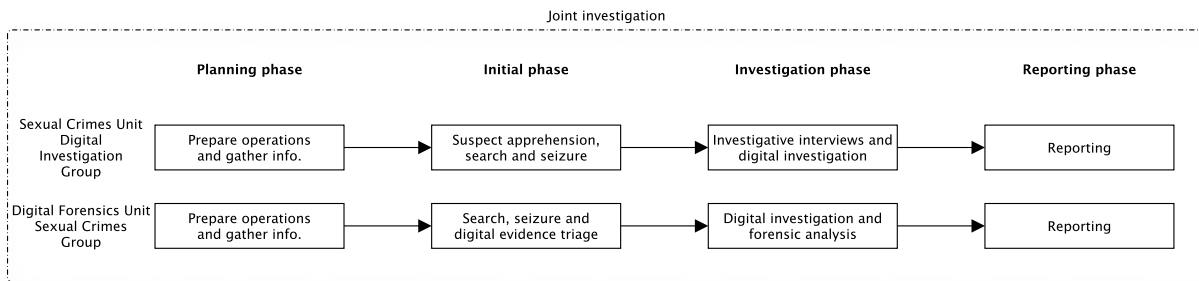 Joint investigation
Planning phase
Initial phase
Investigation phase
Reporting phase
Sexual Crimes Unit
Digital
Investigation
Group
Prepare operations
and gather info.
Suspect apprehension,
search and seizure
Investigative interviews and
digital investigation
Reporting
Digital Forensics Unit
Sexual Crimes
Group
Prepare operations
and gather info.
Search, seizure and
digital evidence triage
Digital investigation and
forensic analysis
Reporting